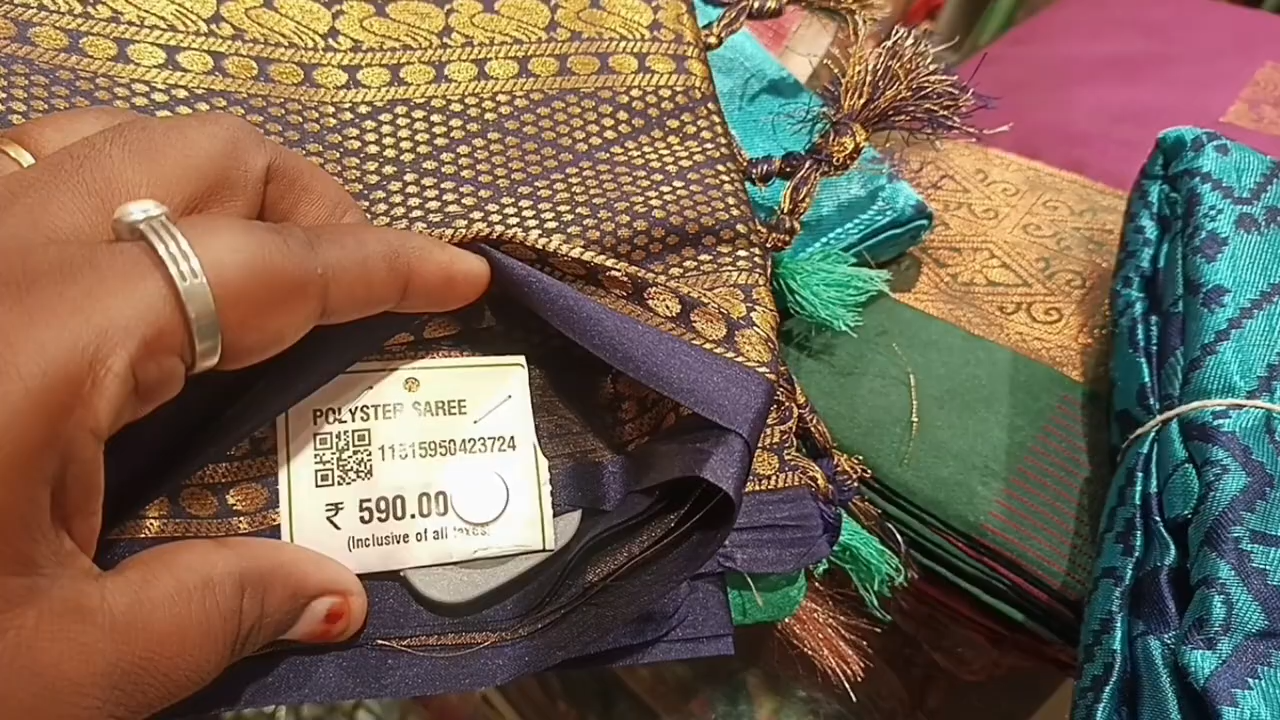 POLYSTER SAREE
11515950423724
₹ 590.00
(Inclusive of all taxes)